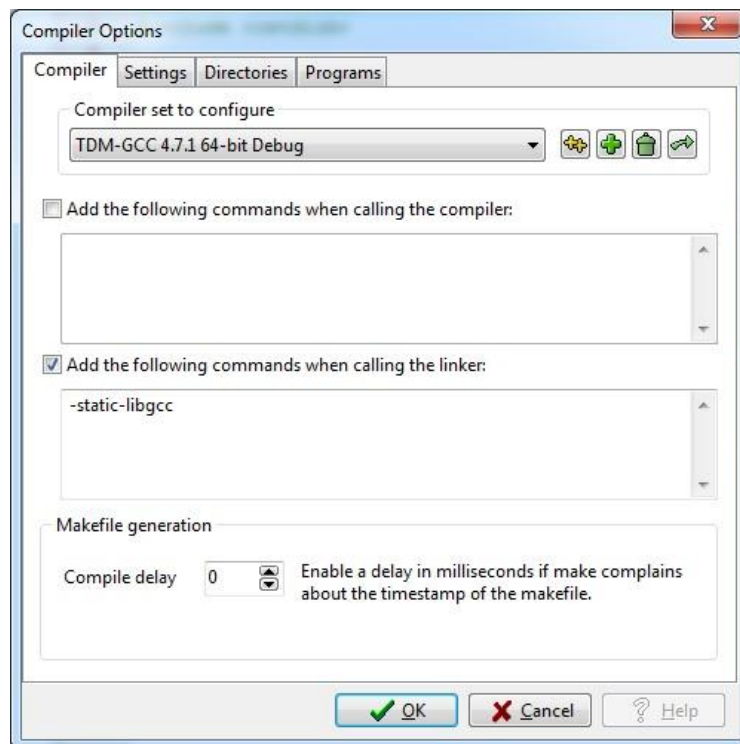 Compiler Options
Compiler Settings Directories Programs
Compiler set to configure
TDM-GCC 4.7.1 64-bit Debug
Add the following commands when calling the compiler:
Add the following commands when calling the linker:
-static-libgcc
Makefile generation
Compile delay 0 Enable a delay in milliseconds if make complains
about the timestamp of the makefile.
OK Cancel Help